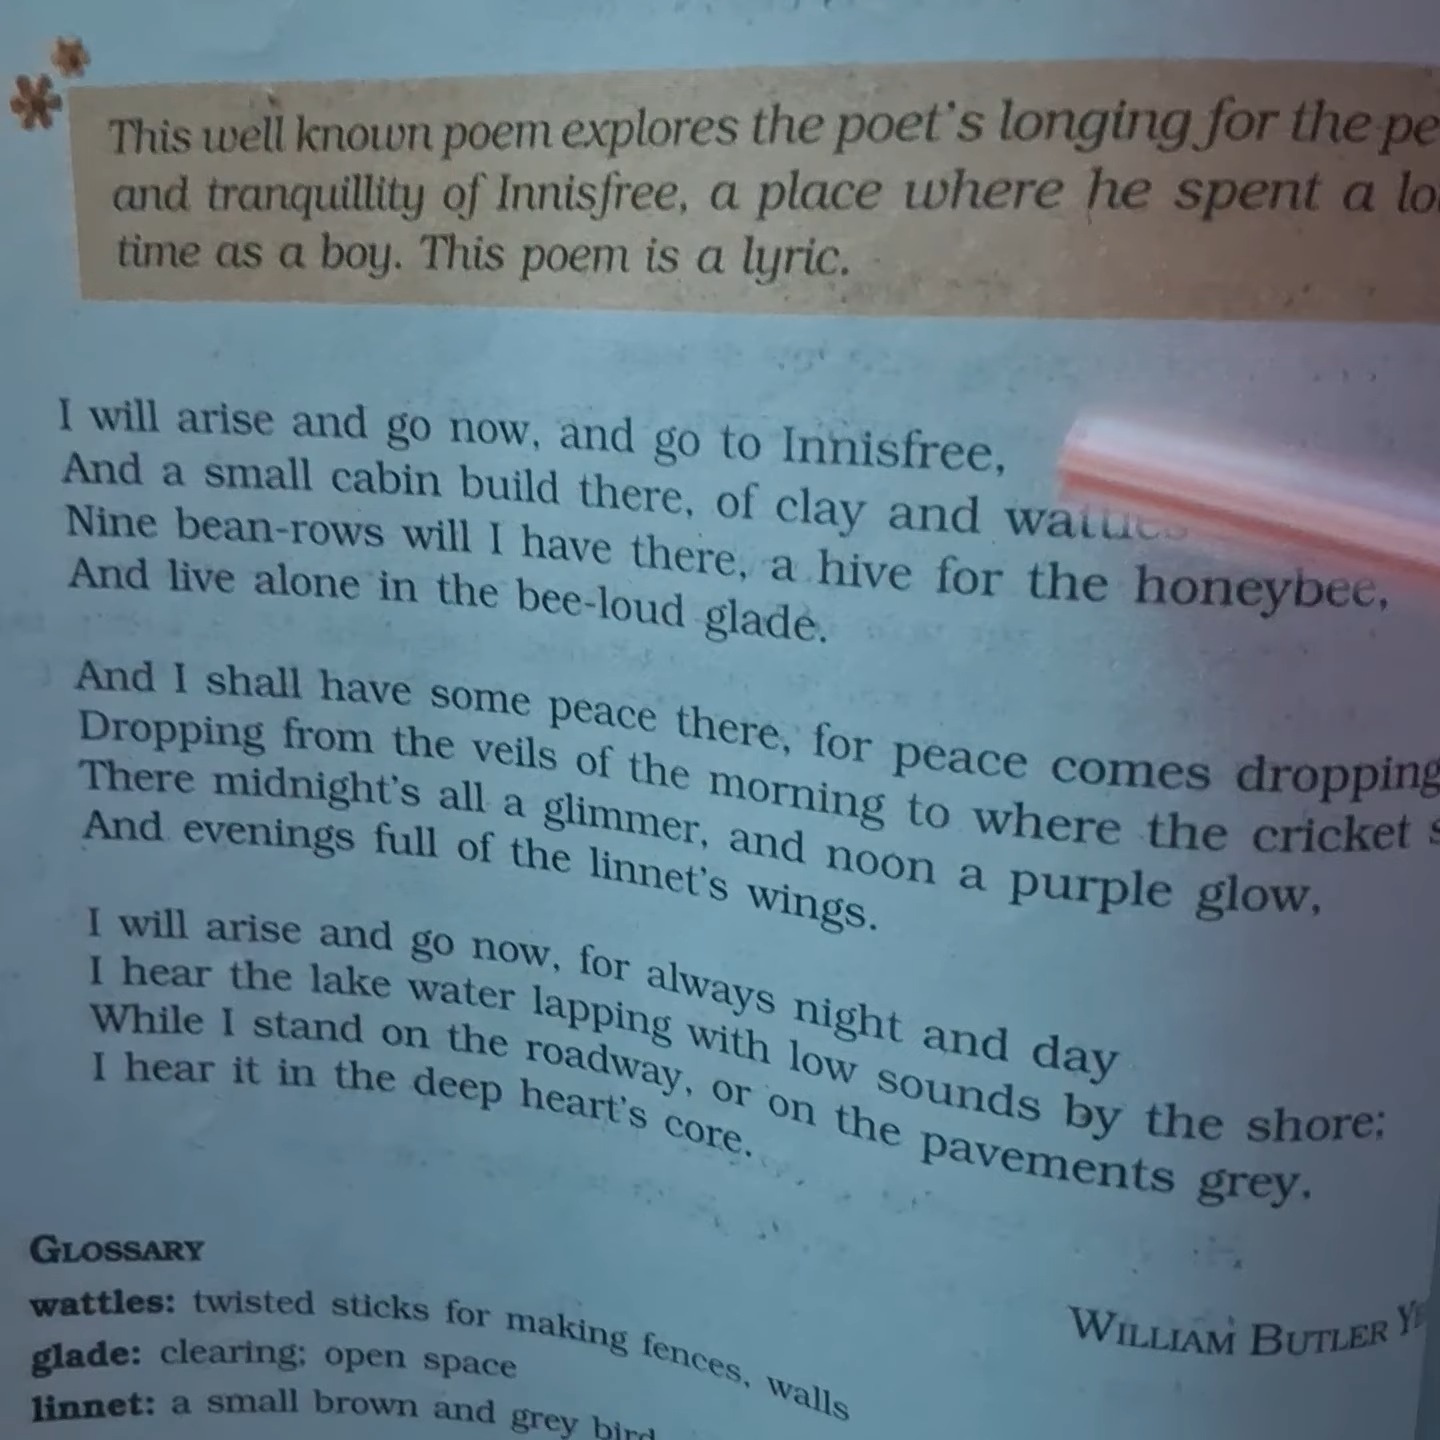 This well known poem explores the poet's longing for the pe
and tranquillity of Innisfree, a place where he spent a lo
time as a boy. This poem is a lyric.
I will arise and go now, and go to Innisfree,
And a small cabin build there, of clay and wattles
Nine bean-rows will I have there, a hive for the honeybee,
And live alone in the bee-loud glade.
And I shall have some peace there, for peace comes dropping
Dropping from the veils of the morning to where the cricket s
There midnight's all a glimmer, and noon a purple glow,
And evenings full of the linnet's wings.
I will arise and go now, for always night and day
I hear the lake water lapping with low sounds by the shore;
While I stand on the roadway, or on the pavements grey.
I hear it in the deep heart's core.
WILLIAM BUTLER YE
GLOSSARY
wattles: twisted sticks for making fences, walls
glade: clearing; open space
linnet: a small brown and grey bird